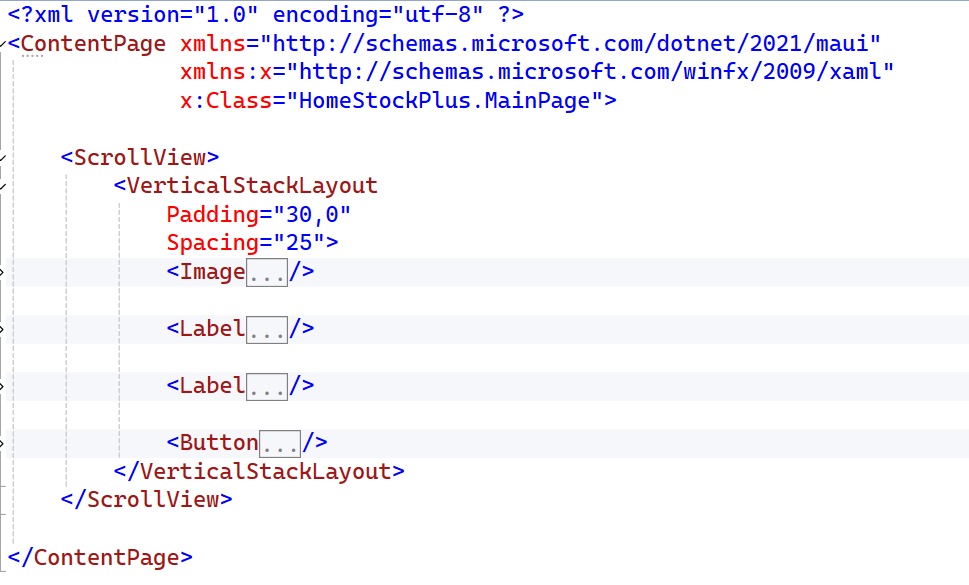 <?xml version="1.0" encoding="utf-8" ?>
<ContentPage xmlns="http://schemas.microsoft.com/dotnet/2021/maui"
             xmlns:x="http://schemas.microsoft.com/winfx/2009/xaml"
             x:Class="HomeStockPlus.MainPage">
    <ScrollView>
        <VerticalStackLayout
            Padding="30,0"
            Spacing="25">
            <Image.../>
            <Label.../>
            <Label.../>
            <Button.../>
        </VerticalStackLayout>
    </ScrollView>
</ContentPage>